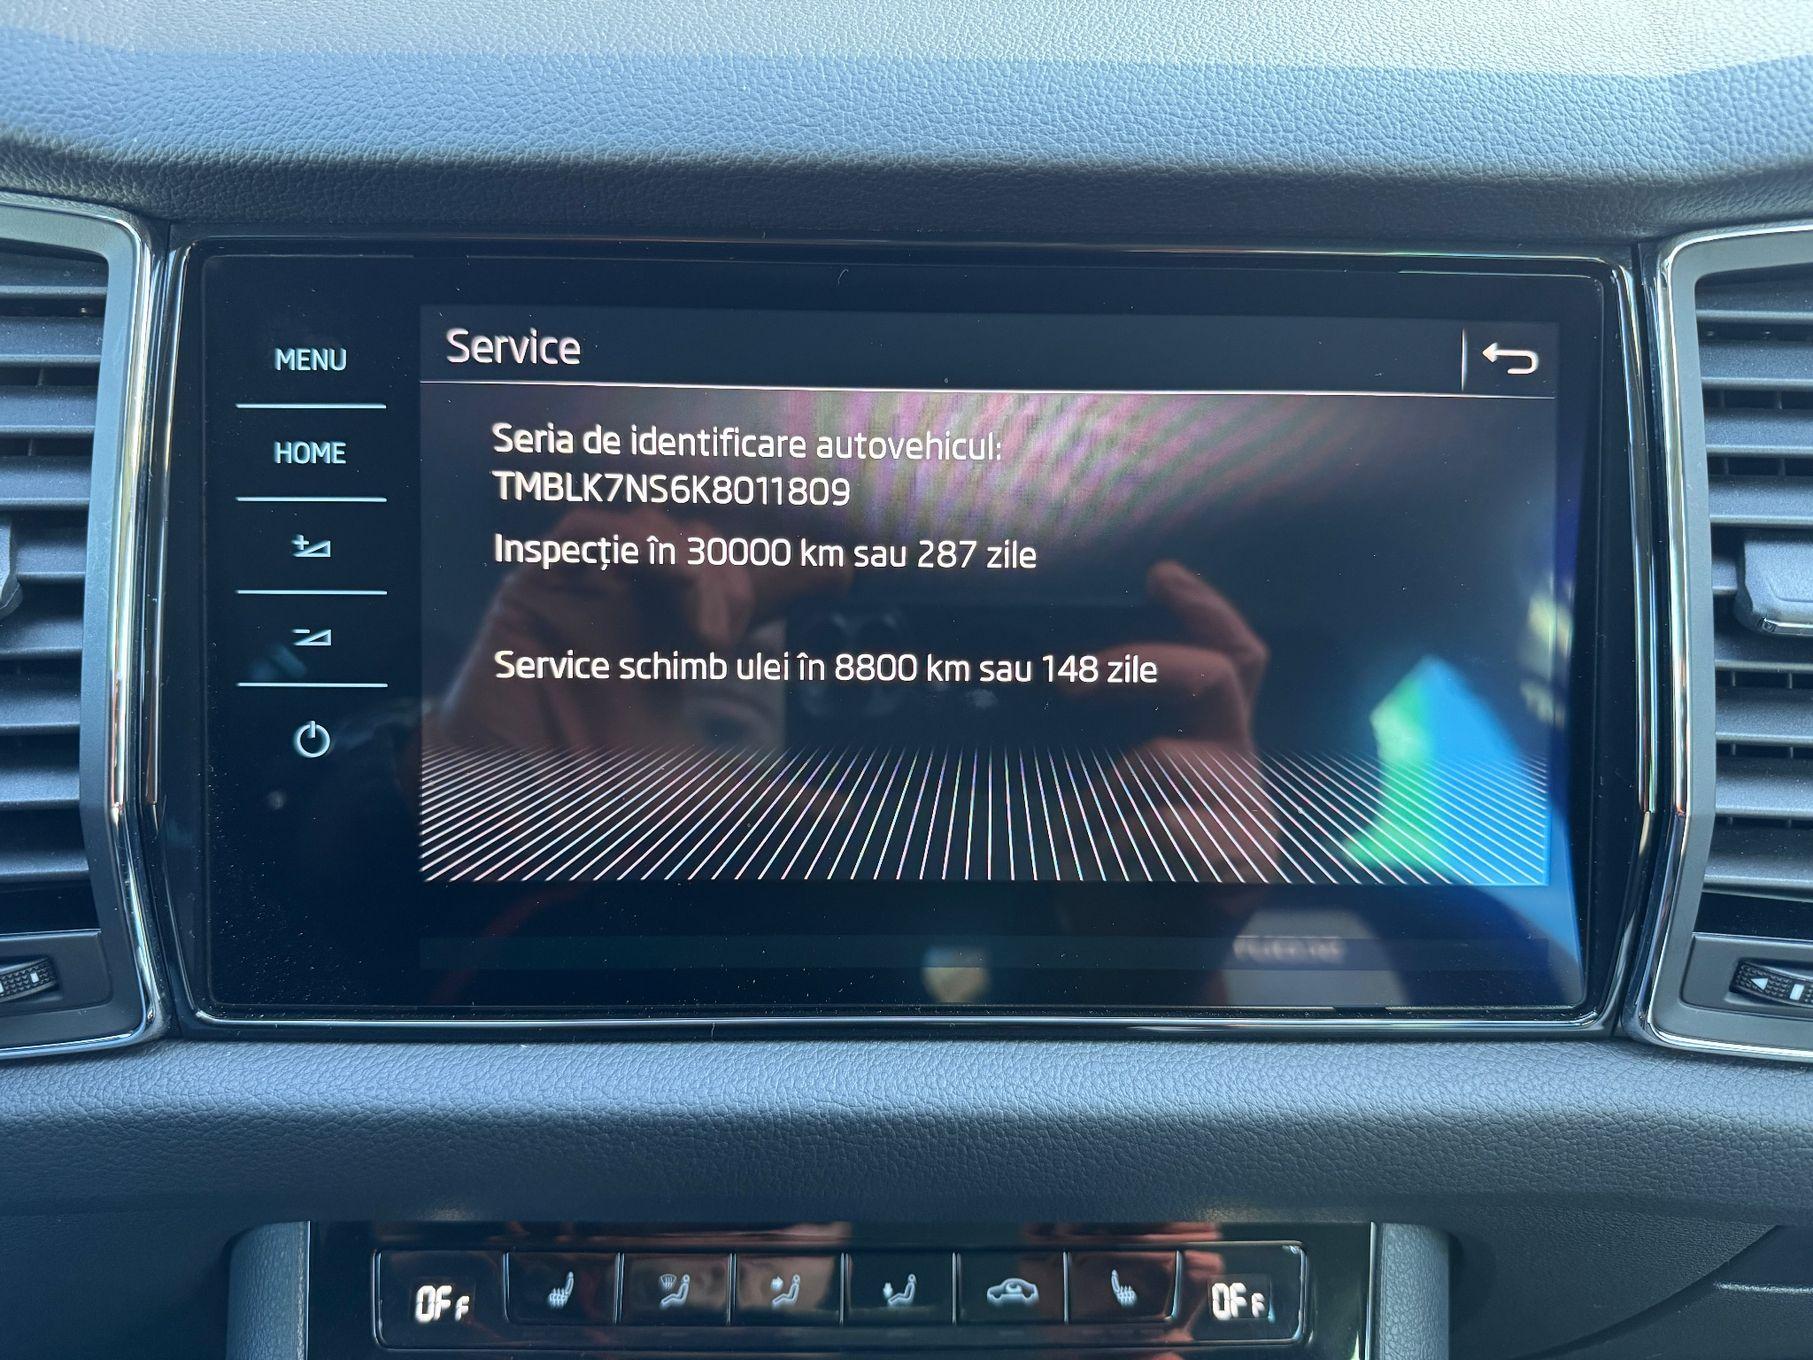 Service
MENU
HOME
Seria de identificare autovehicul:
TMBLK7NS6K8011809
Inspecție în 30000 km sau 287 zile
Service schimb ulei în 8800 km sau 148 zile
OFF
OFF